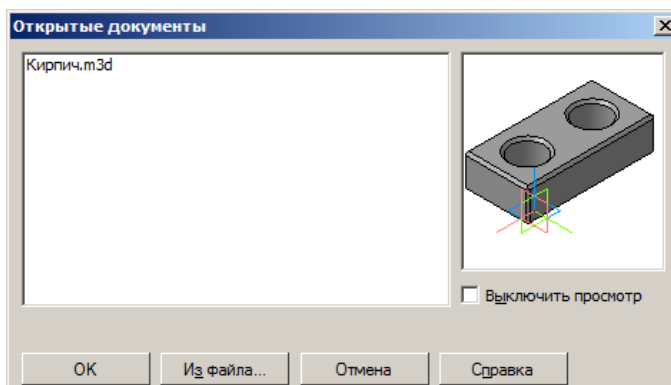 Открытые документы
Кирпич.m3d
Выключить просмотр
OK
Из файла...
Отмена
Справка